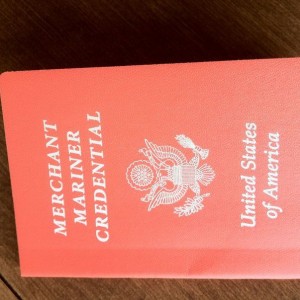 MERCHANT
MARINER
CREDENTIAL
United States
of America